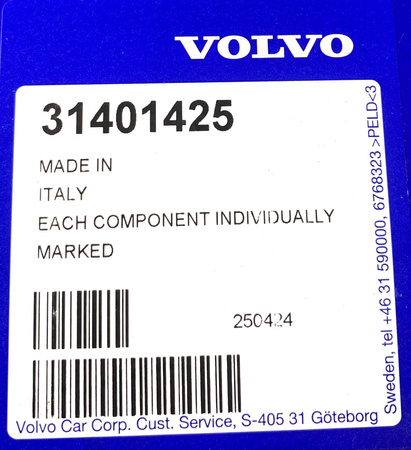 VOLVO
31401425
MADE IN
ITALY
EACH COMPONENT INDIVIDUALLY
MARKED
250424
Volvo Car Corp. Cust. Service, S-405 31 Göteborg
Sweden, tel +46 31 590000, 6768323 >PELD<3